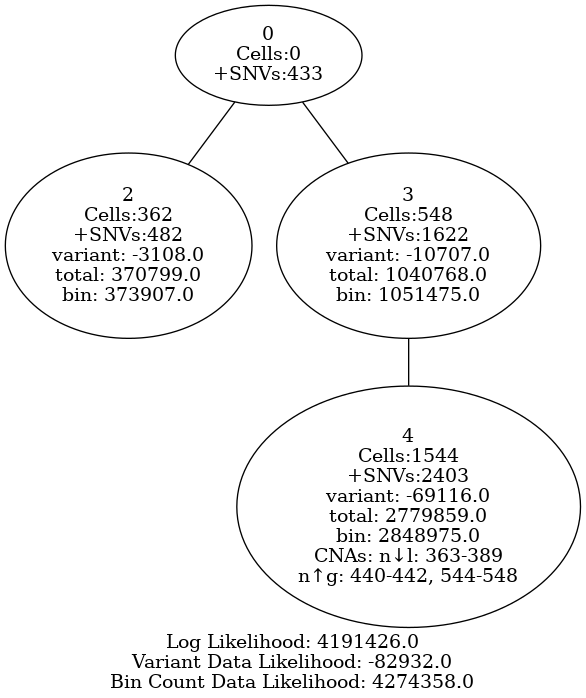 0
Cells:0
+SNVs:433
2
Cells:362
+SNVs:482
variant: -3108.0
total: 370799.0
bin: 373907.0
3
Cells:548
+SNVs:1622
variant: -10707.0
total: 1040768.0
bin: 1051475.0
4
Cells:1544
+SNVs:2403
variant: -69116.0
total: 2779859.0
bin: 2848975.0
CNAs: n↓l: 363-389
n↑g: 440-442, 544-548
Log Likelihood: 4191426.0
Variant Data Likelihood: -82932.0
Bin Count Data Likelihood: 4274358.0